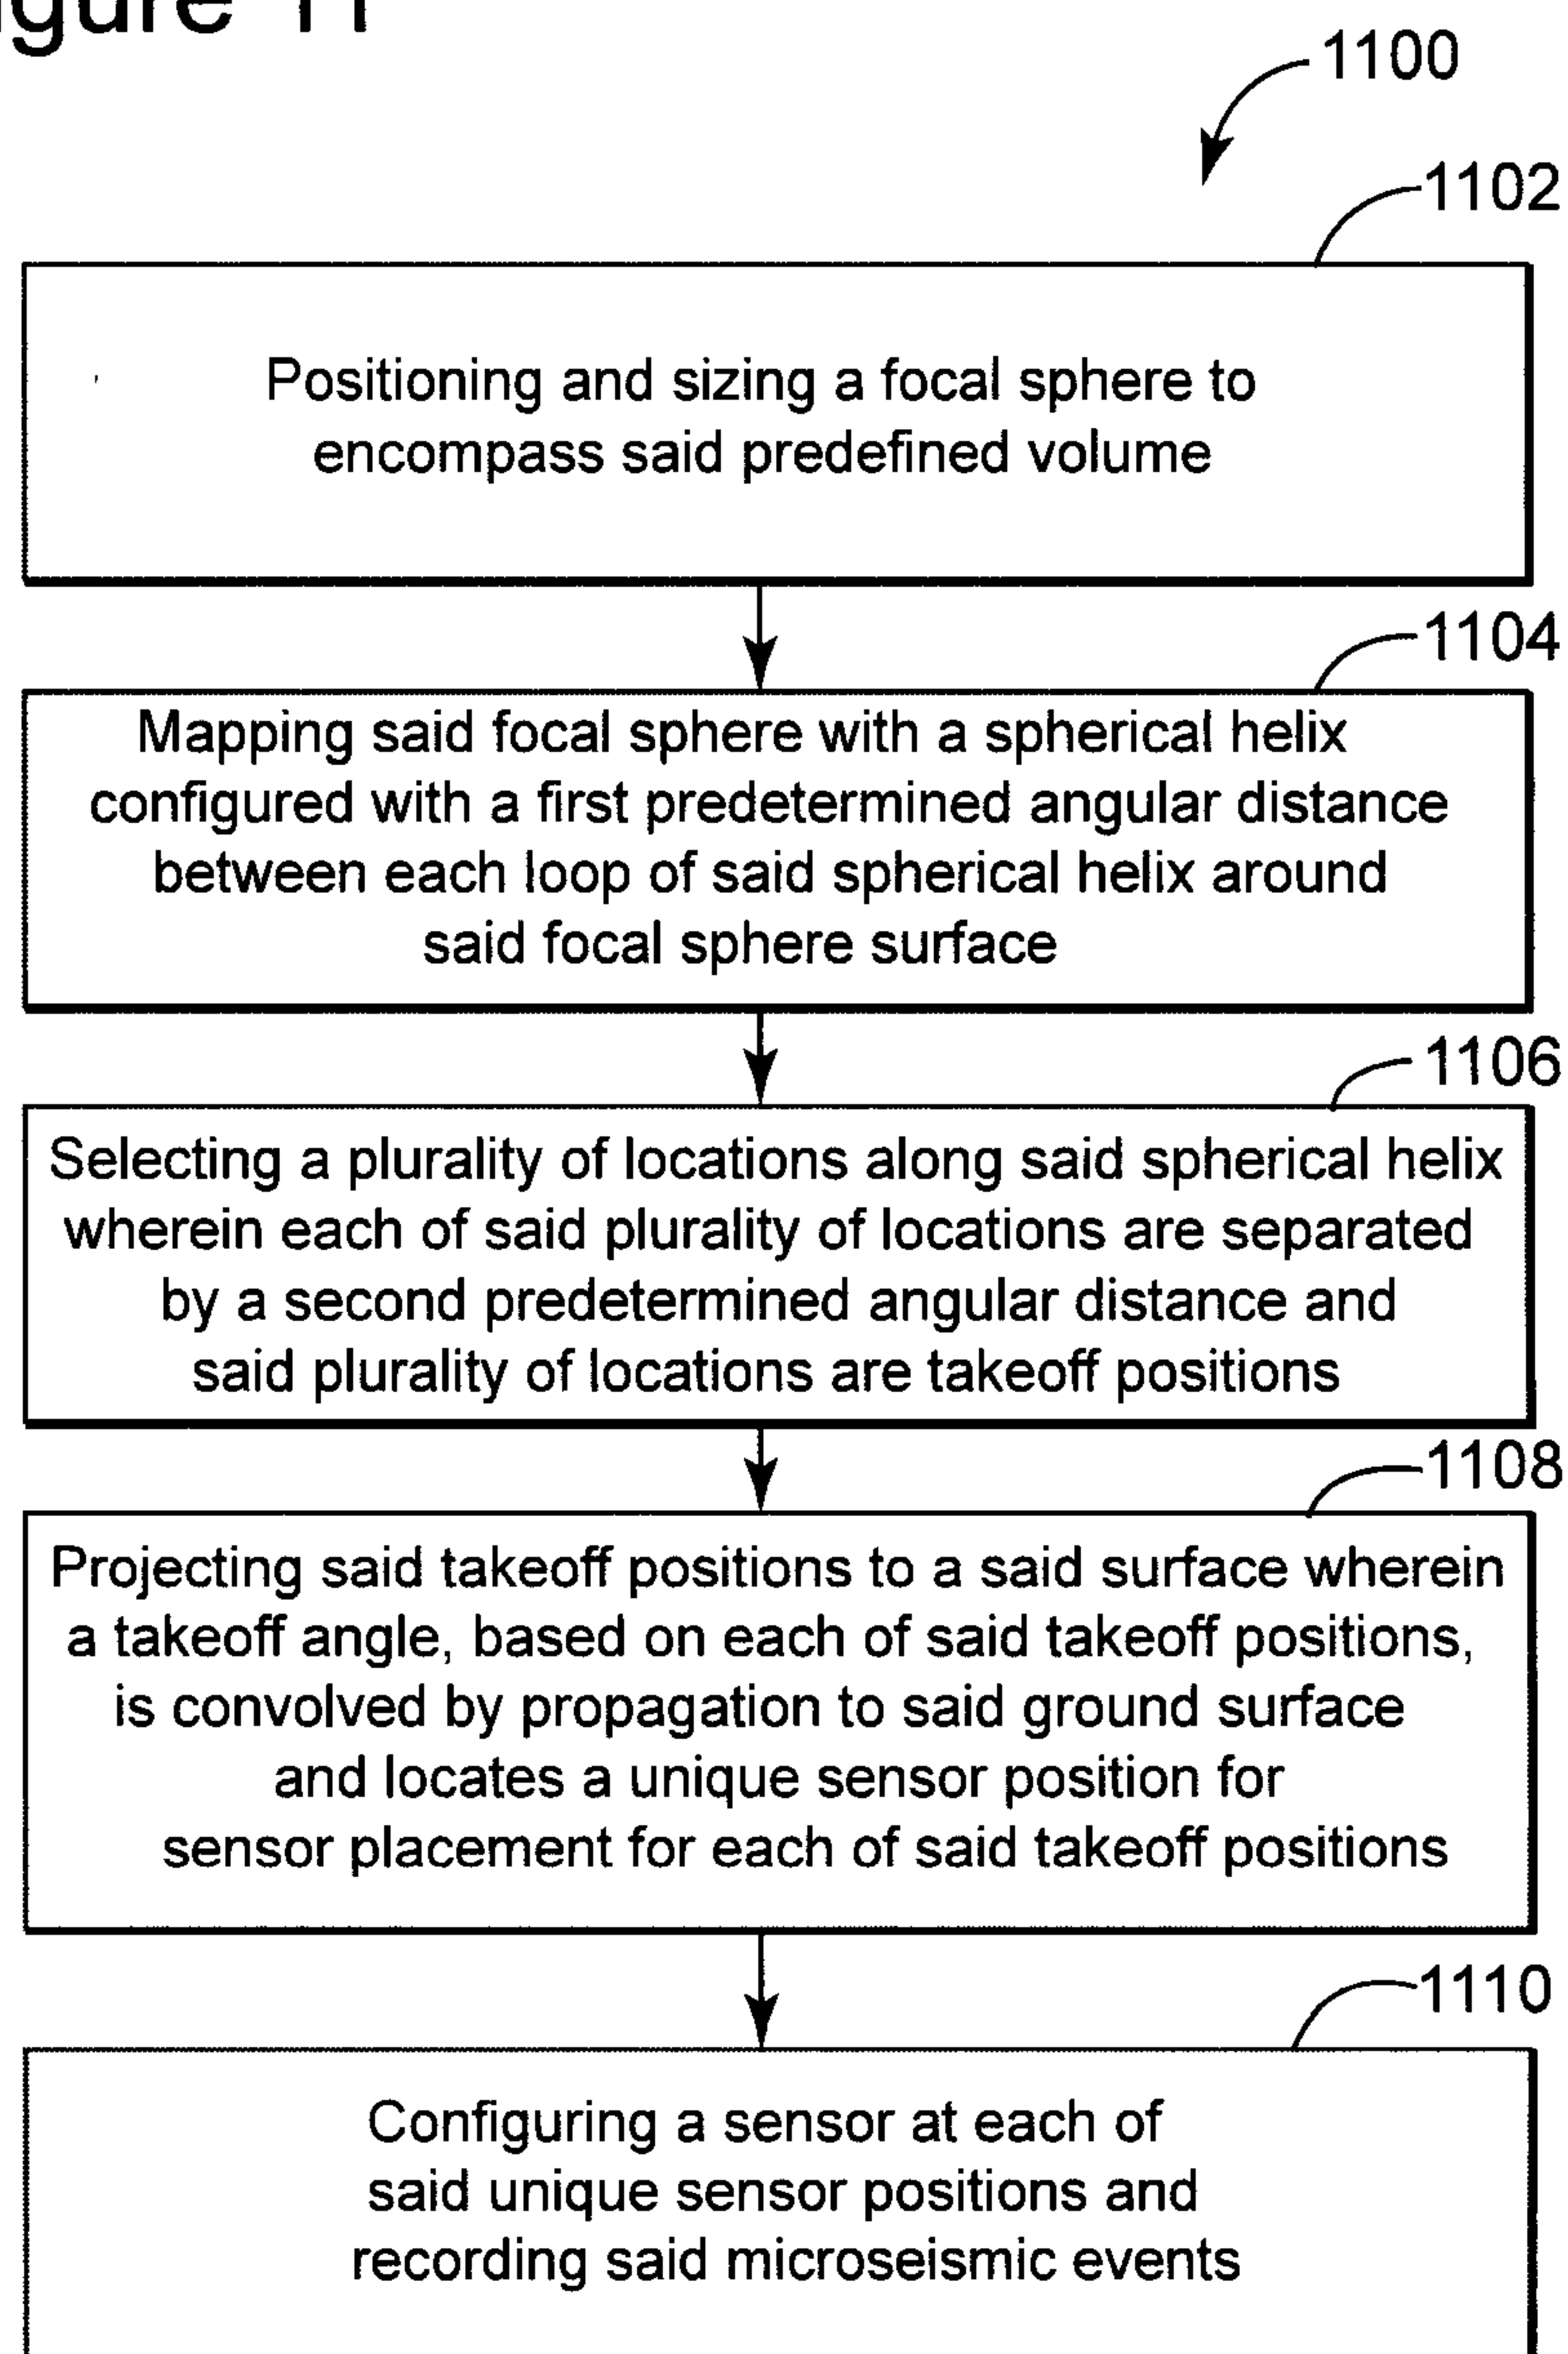 igure 11
1100
1102
Positioning and sizing a focal sphere to
encompass said predefined volume
1104
Mapping said focal sphere with a spherical helix
configured with a first predetermined angular distance
between each loop of said spherical helix around
said focal sphere surface
1106
Selecting a plurality of locations along said spherical helix
wherein each of said plurality of locations are separated
by a second predetermined angular distance and
said plurality of locations are takeoff positions
1108
Projecting said takeoff positions to a said surface wherein
a takeoff angle, based on each of said takeoff positions,
is convolved by propagation to said ground surface
and locates a unique sensor position for
sensor placement for each of said takeoff positions
1110
Configuring a sensor at each of
said unique sensor positions and
recording said microseismic events